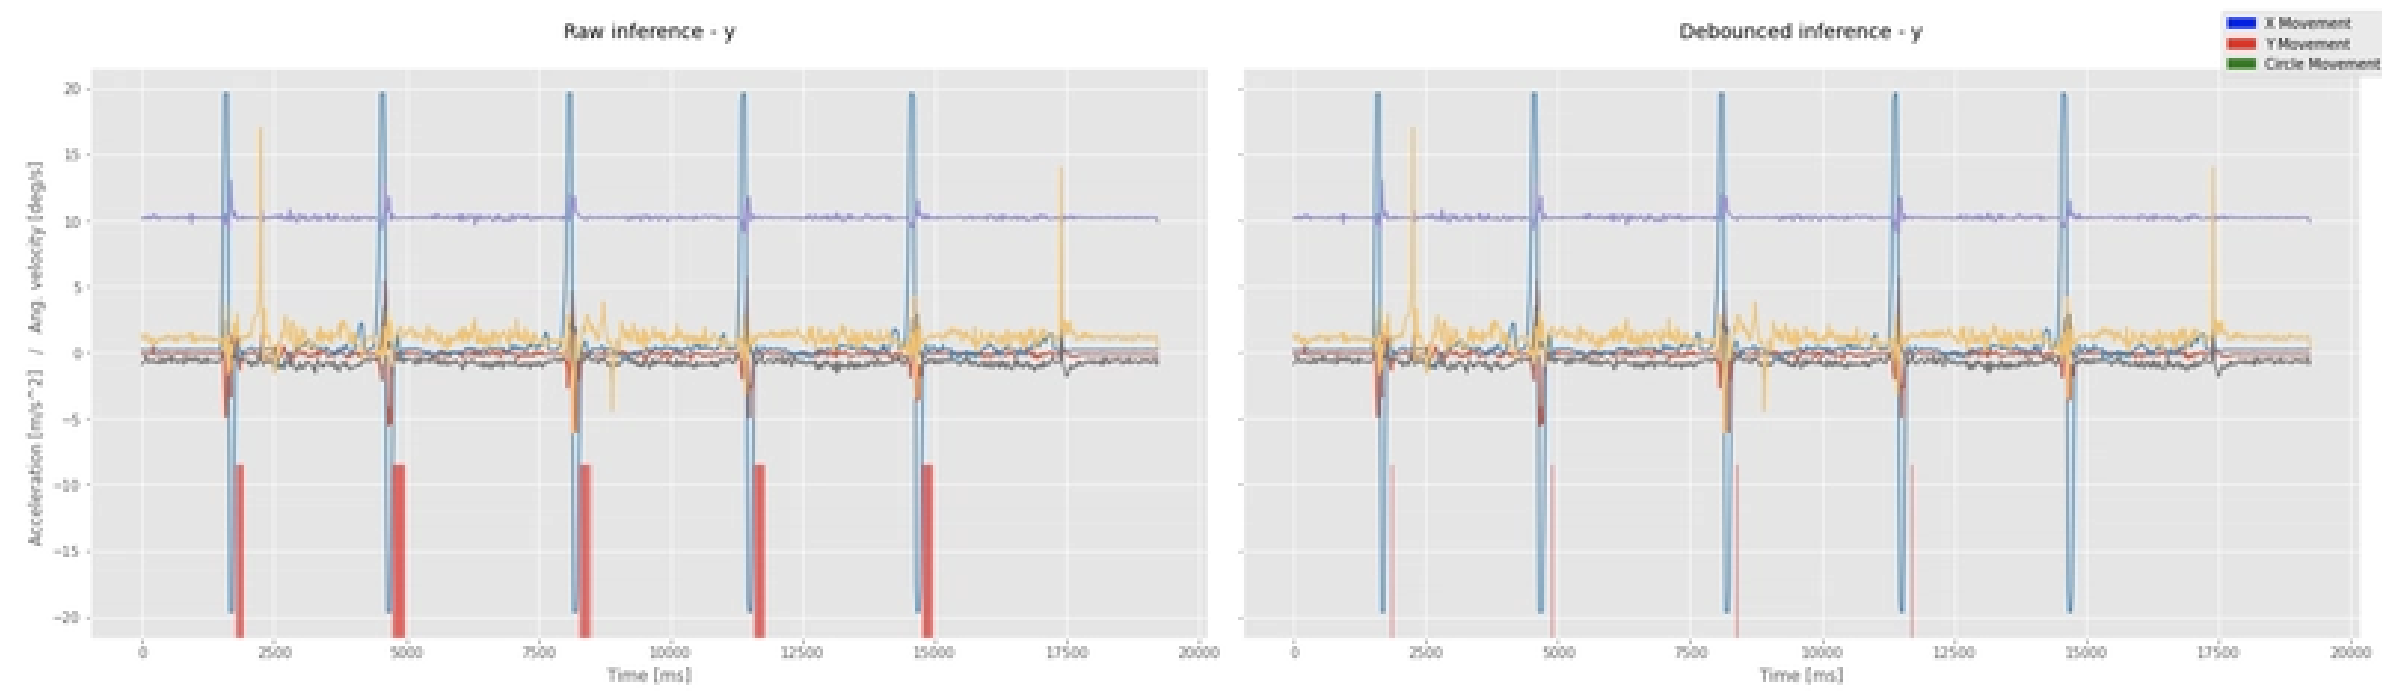 Raw inference - y
Debounced inference - y
X Movement
Y Movement
Circle Movement
Acceleration [m/s^2] / Ang. velocity [deg/s]
20
15
10
5
0
−5
−10
−15
−20
0 2500 5000 7500 10000 12500 15000 17500 20000
Time [ms]
0 2500 5000 7500 10000 12500 15000 17500 20000
Time [ms]